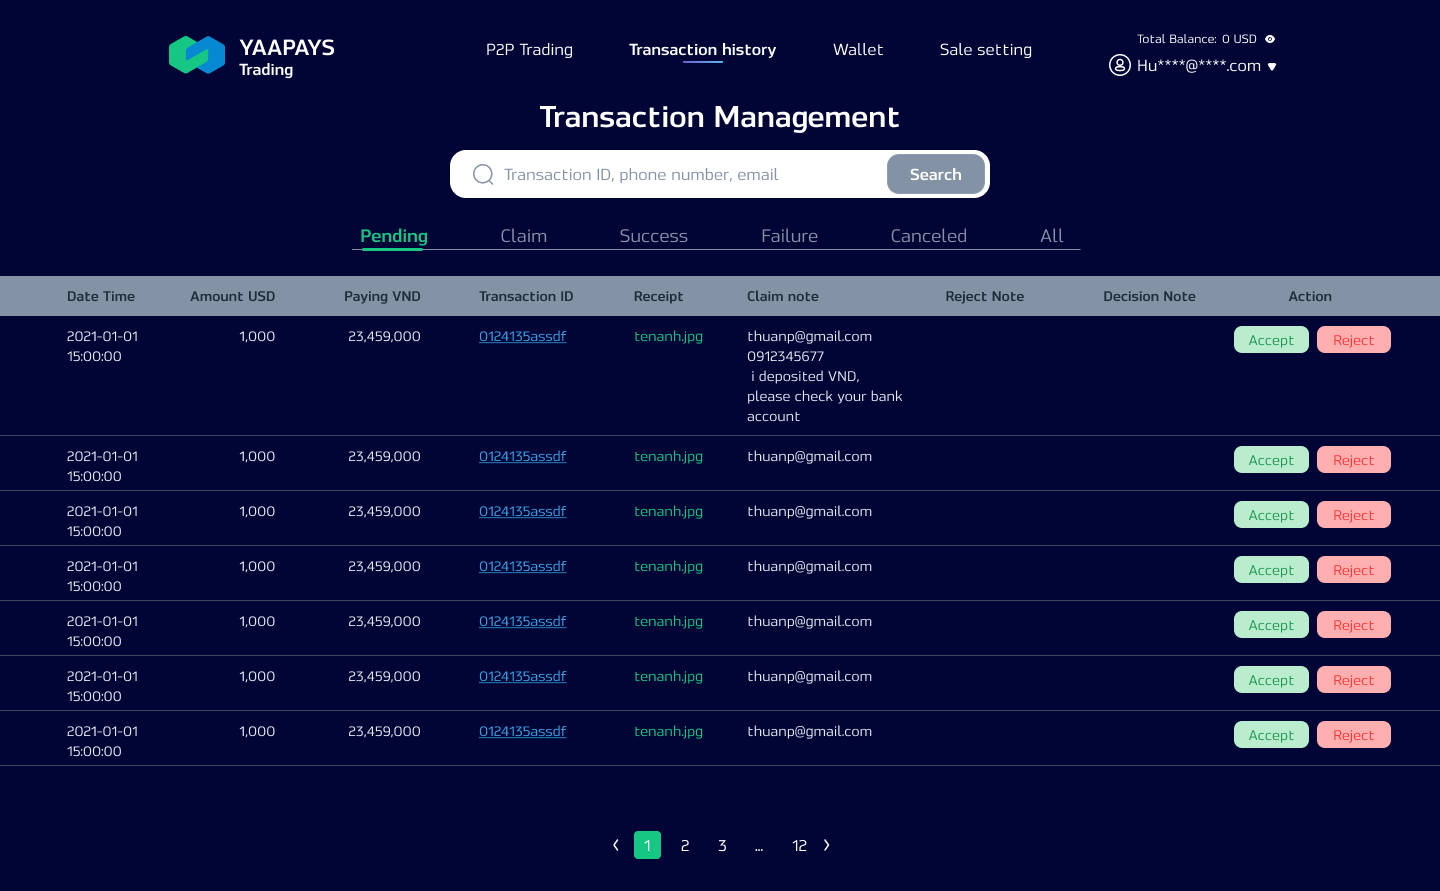 YAAPAYS
Trading
P2P Trading Transaction history Wallet Sale setting
Total Balance: 0 USD
Hu****@****.com
Transaction Management
Transaction ID, phone number, email Search
Pending Claim Success Failure Canceled All
Date Time Amount USD Paying VND Transaction ID Receipt Claim note Reject Note Decision Note Action
2021-01-01 1,000 23,459,000 0124135assdf tenanh.jpg thuanp@gmail.com Accept Reject
15:00:00 0912345677
i deposited VND,
please check your bank
account
2021-01-01 1,000 23,459,000 0124135assdf tenanh.jpg thuanp@gmail.com Accept Reject
15:00:00
2021-01-01 1,000 23,459,000 0124135assdf tenanh.jpg thuanp@gmail.com Accept Reject
15:00:00
2021-01-01 1,000 23,459,000 0124135assdf tenanh.jpg thuanp@gmail.com Accept Reject
15:00:00
2021-01-01 1,000 23,459,000 0124135assdf tenanh.jpg thuanp@gmail.com Accept Reject
15:00:00
2021-01-01 1,000 23,459,000 0124135assdf tenanh.jpg thuanp@gmail.com Accept Reject
15:00:00
2021-01-01 1,000 23,459,000 0124135assdf tenanh.jpg thuanp@gmail.com Accept Reject
15:00:00
1 2 3 ... 12